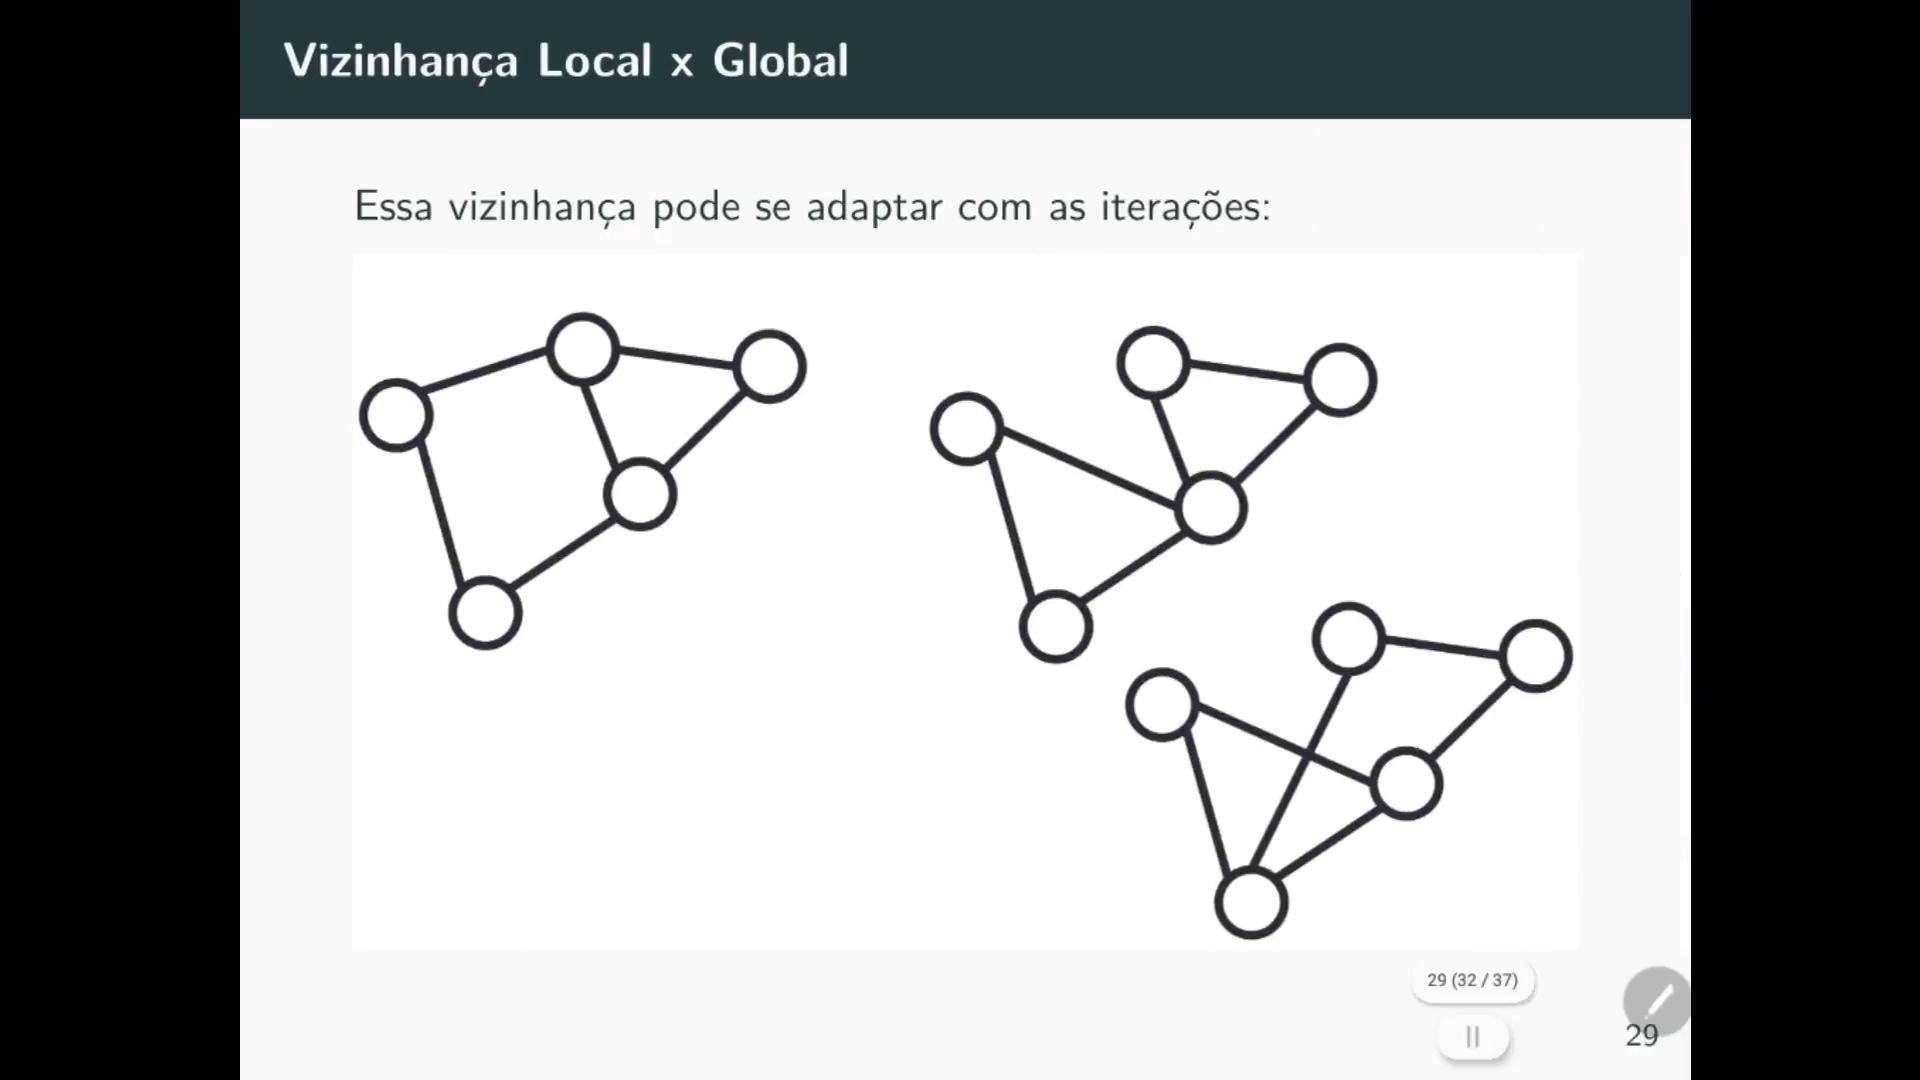 Vizinhança Local x Global
Essa vizinhança pode se adaptar com as iterações:
29 (32 / 37)
29